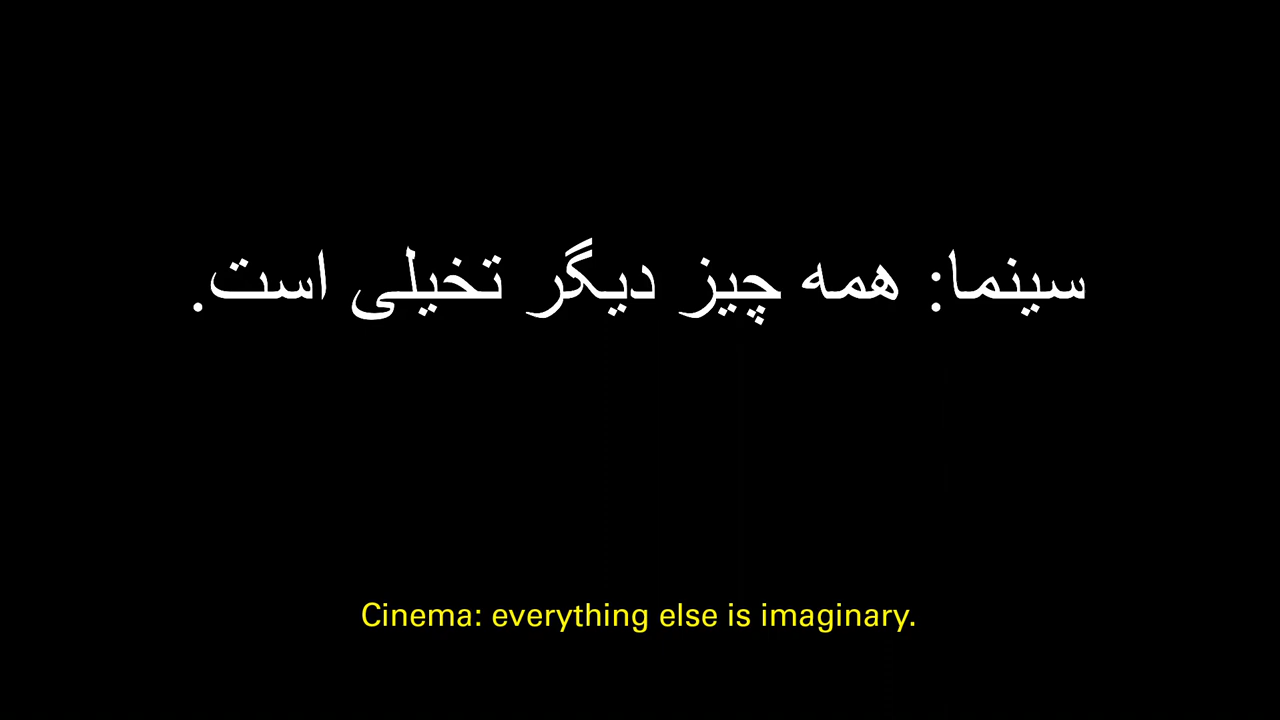 سینما: همه چیز دیگر تخیلی است.
Cinema: everything else is imaginary.